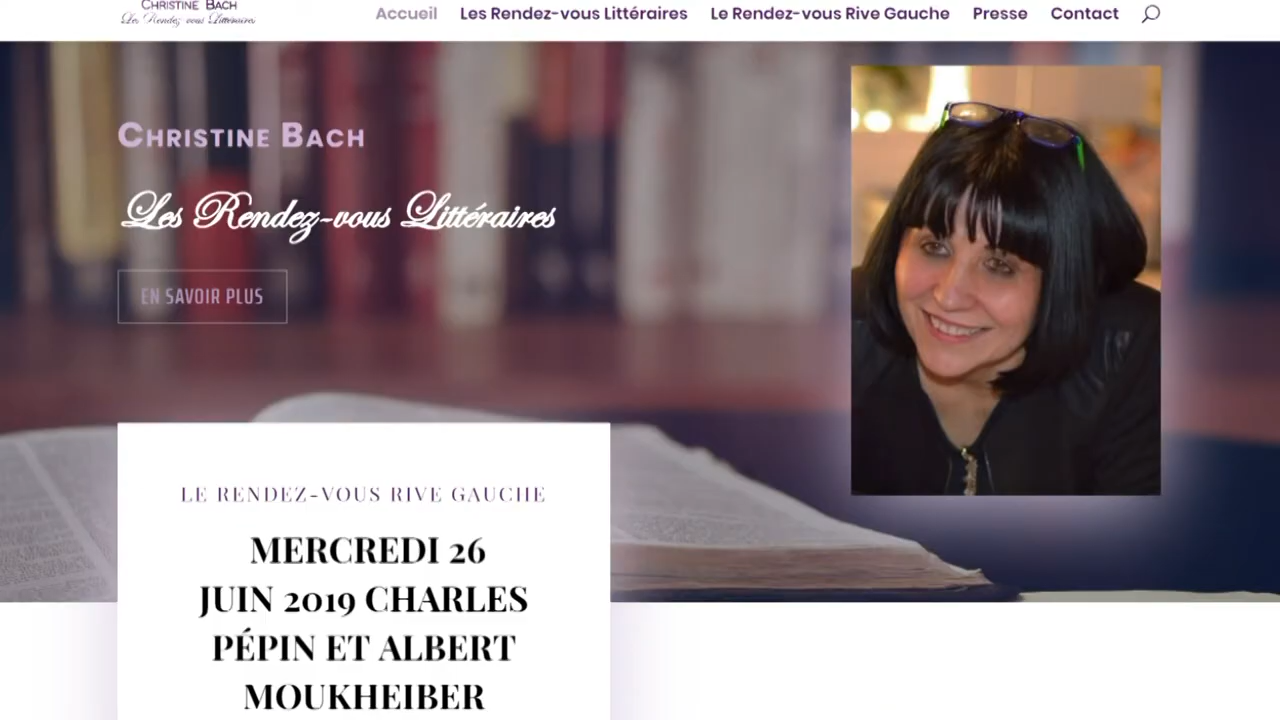 Christine Bach
Les Rendez-vous Littéraires
Accueil Les Rendez-vous Littéraires Le Rendez-vous Rive Gauche Presse Contact
Christine Bach
Les Rendez-vous Littéraires
EN SAVOIR PLUS
LE RENDEZ-VOUS RIVE GAUCHE
MERCREDI 26
JUIN 2019 CHARLES
PÉPIN ET ALBERT
MOUKHEIBER